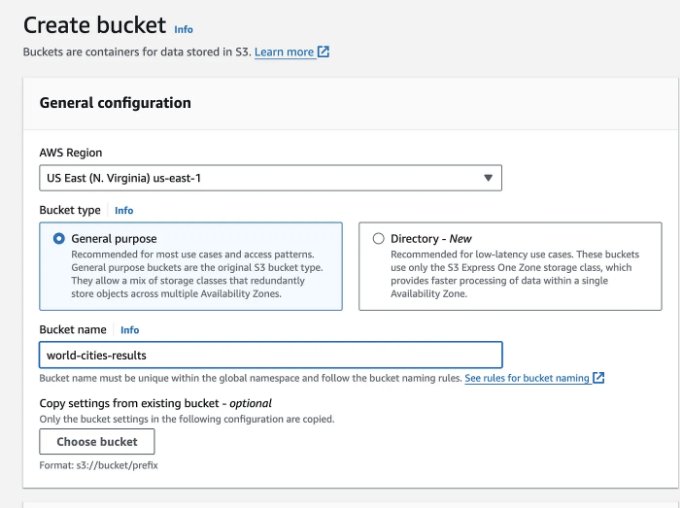 Create bucket Info
Buckets are containers for data stored in S3. Learn more
General configuration
AWS Region
US East (N. Virginia) us-east-1
Bucket type Info
General purpose
Recommended for most use cases and access patterns.
General purpose buckets are the original S3 bucket type.
They allow a mix of storage classes that redundantly
store objects across multiple Availability Zones.
Directory - New
Recommended for low-latency use cases. These buckets
use only the S3 Express One Zone storage class, which
provides faster processing of data within a single
Availability Zone.
Bucket name Info
world-cities-results
Bucket name must be unique within the global namespace and follow the bucket naming rules. See rules for bucket naming
Copy settings from existing bucket - optional
Only the bucket settings in the following configuration are copied.
Choose bucket
Format: s3://bucket/prefix